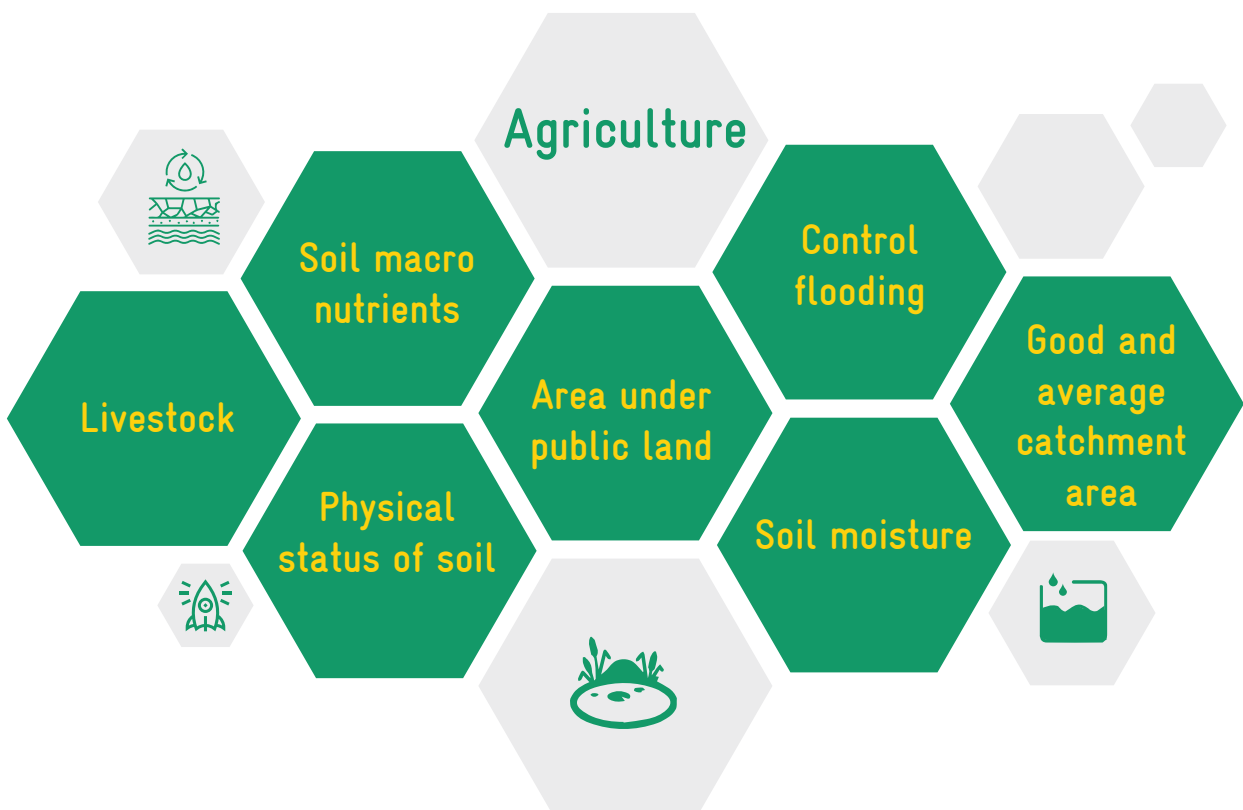 Agriculture
Soil macro
nutrients
Control
flooding
Livestock
Area under
public land
Good and
average
catchment
area
Physical
status of soil
Soil moisture